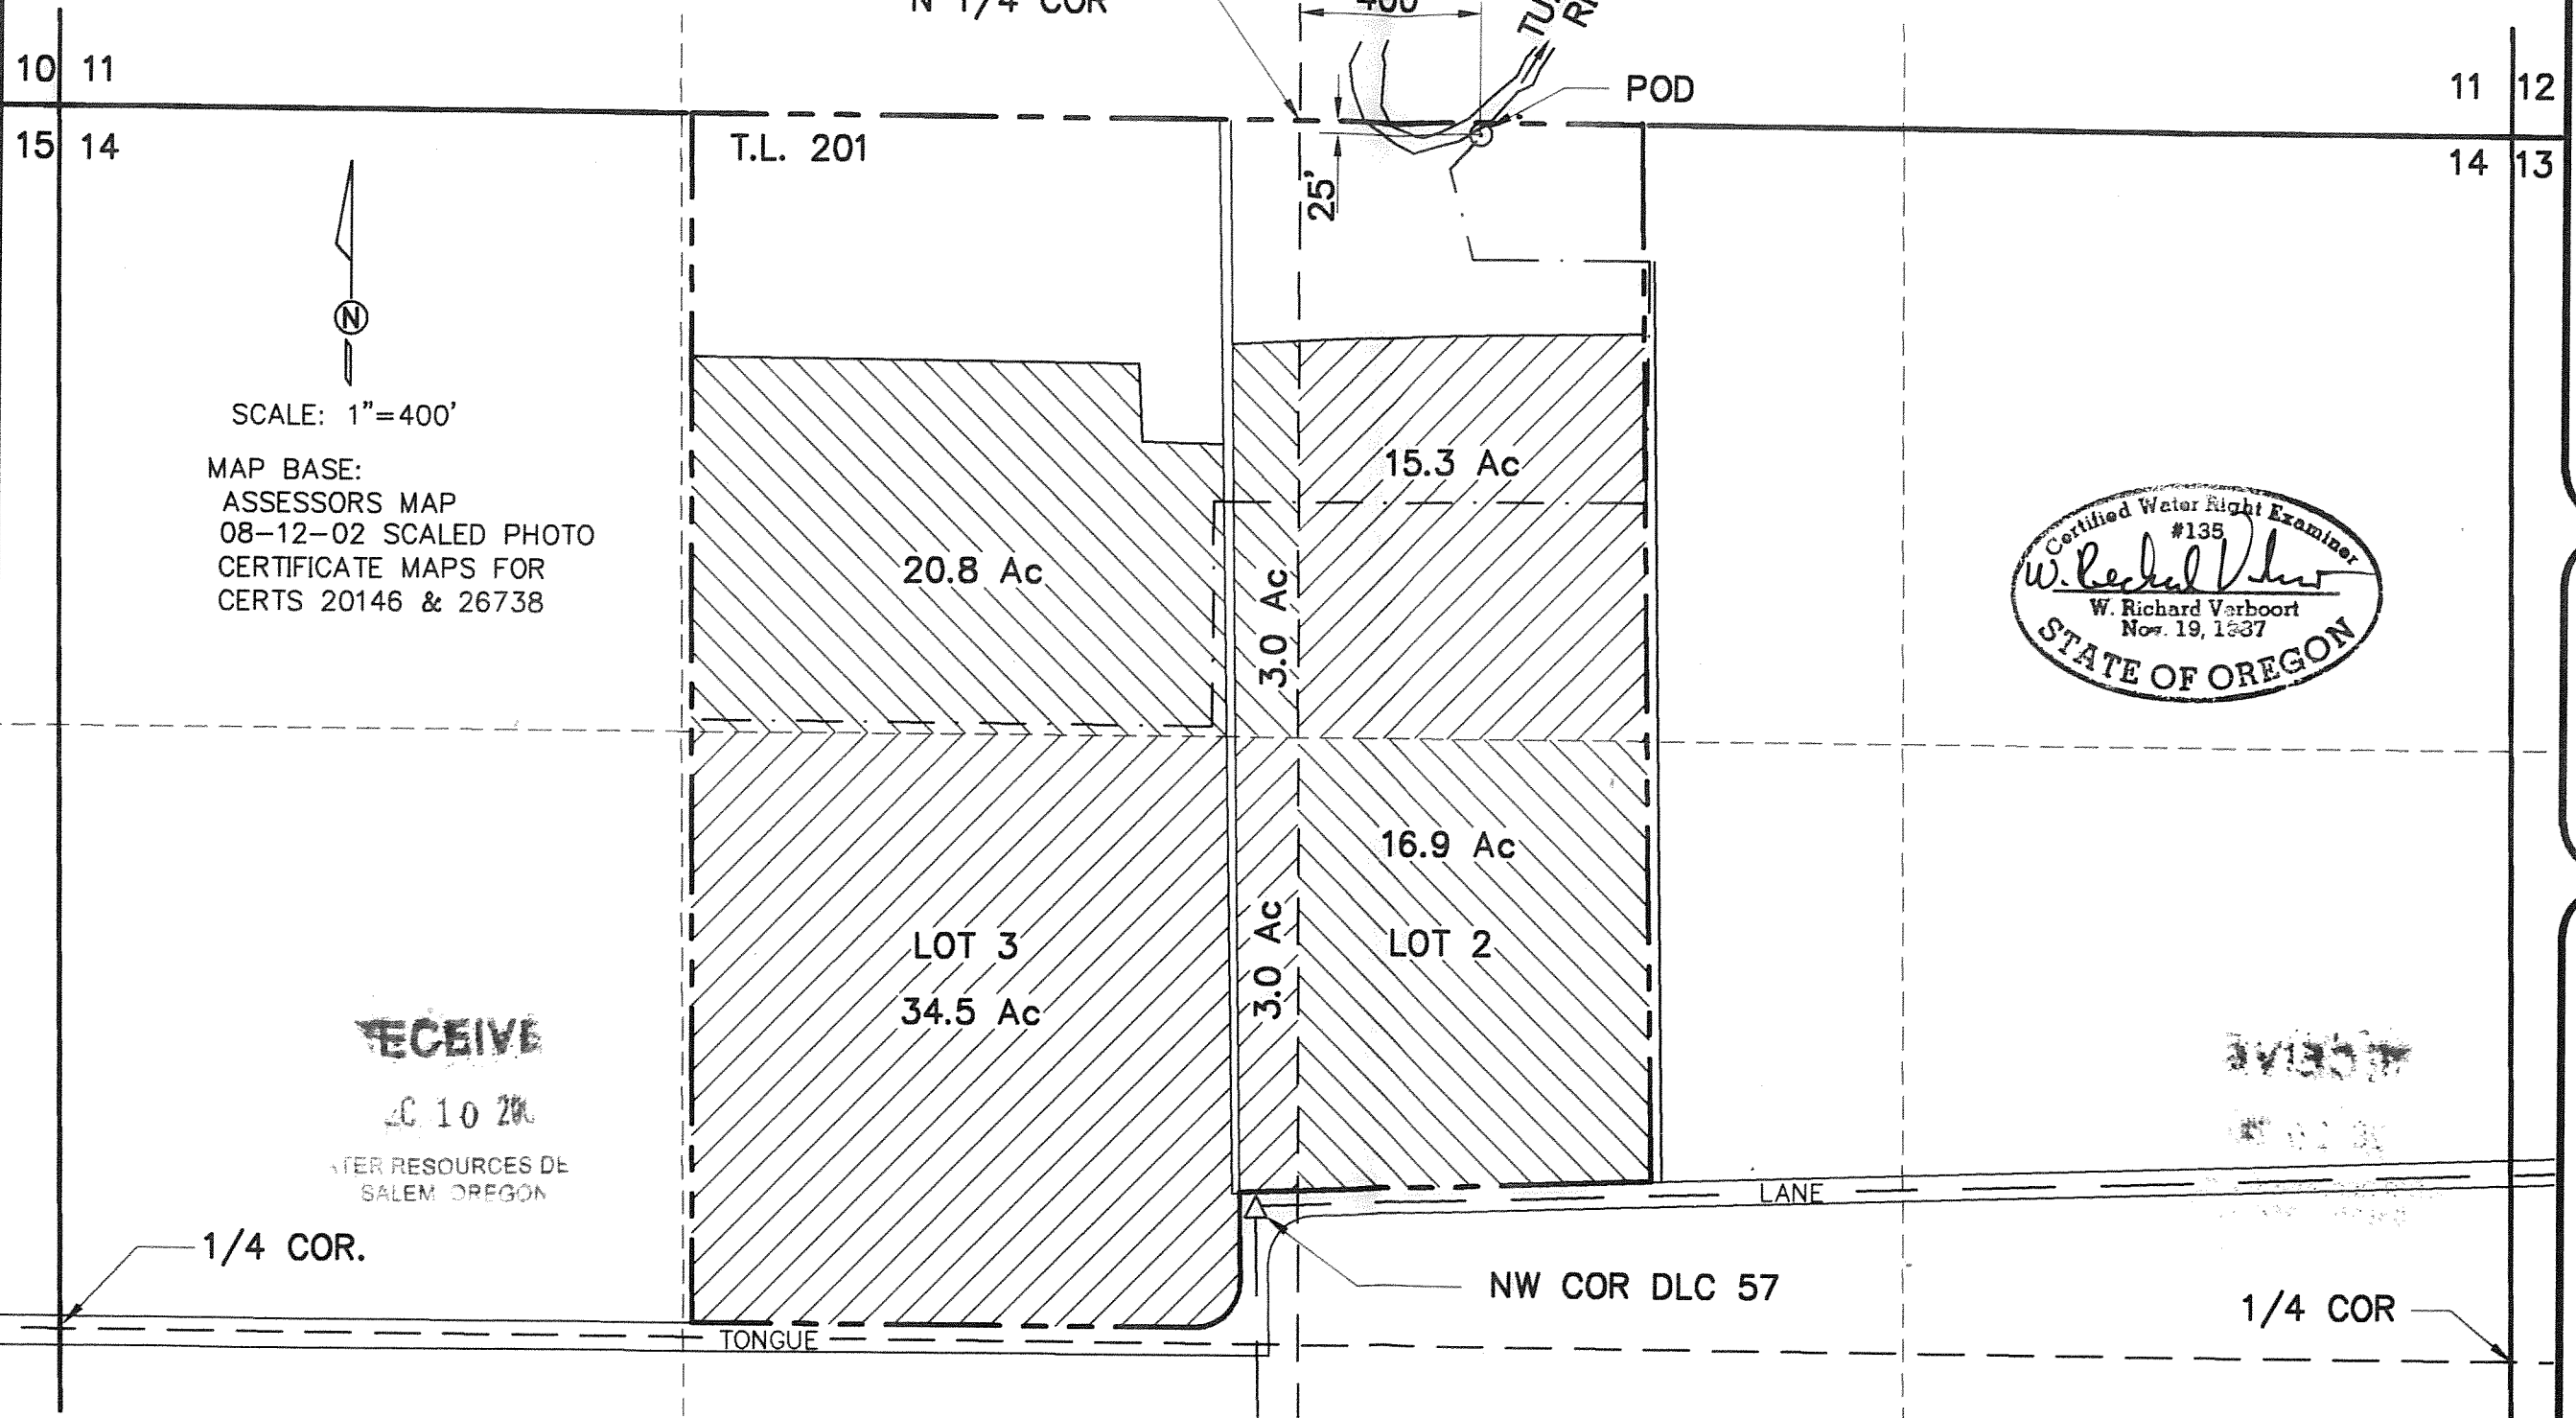 N 1/4 COR
400'
10 11
15 14
11 12
14 13
POD
T.L. 201
25'
SCALE: 1"=400'
MAP BASE:
ASSESSORS MAP
08-12-02 SCALED PHOTO
CERTIFICATE MAPS FOR
CERTS 20146 & 26738
N
20.8 Ac
3.0 Ac
15.3 Ac
Certified Water Right Examiner
#135
W. Richard Verboort
Nov. 19, 1987
STATE OF OREGON
LOT 3
34.5 Ac
3.0 Ac
16.9 Ac
LOT 2
ECEIVE
10
TER RESOURCES DE
SALEM OREGON
1/4 COR.
TONGUE
LANE
NW COR DLC 57
1/4 COR